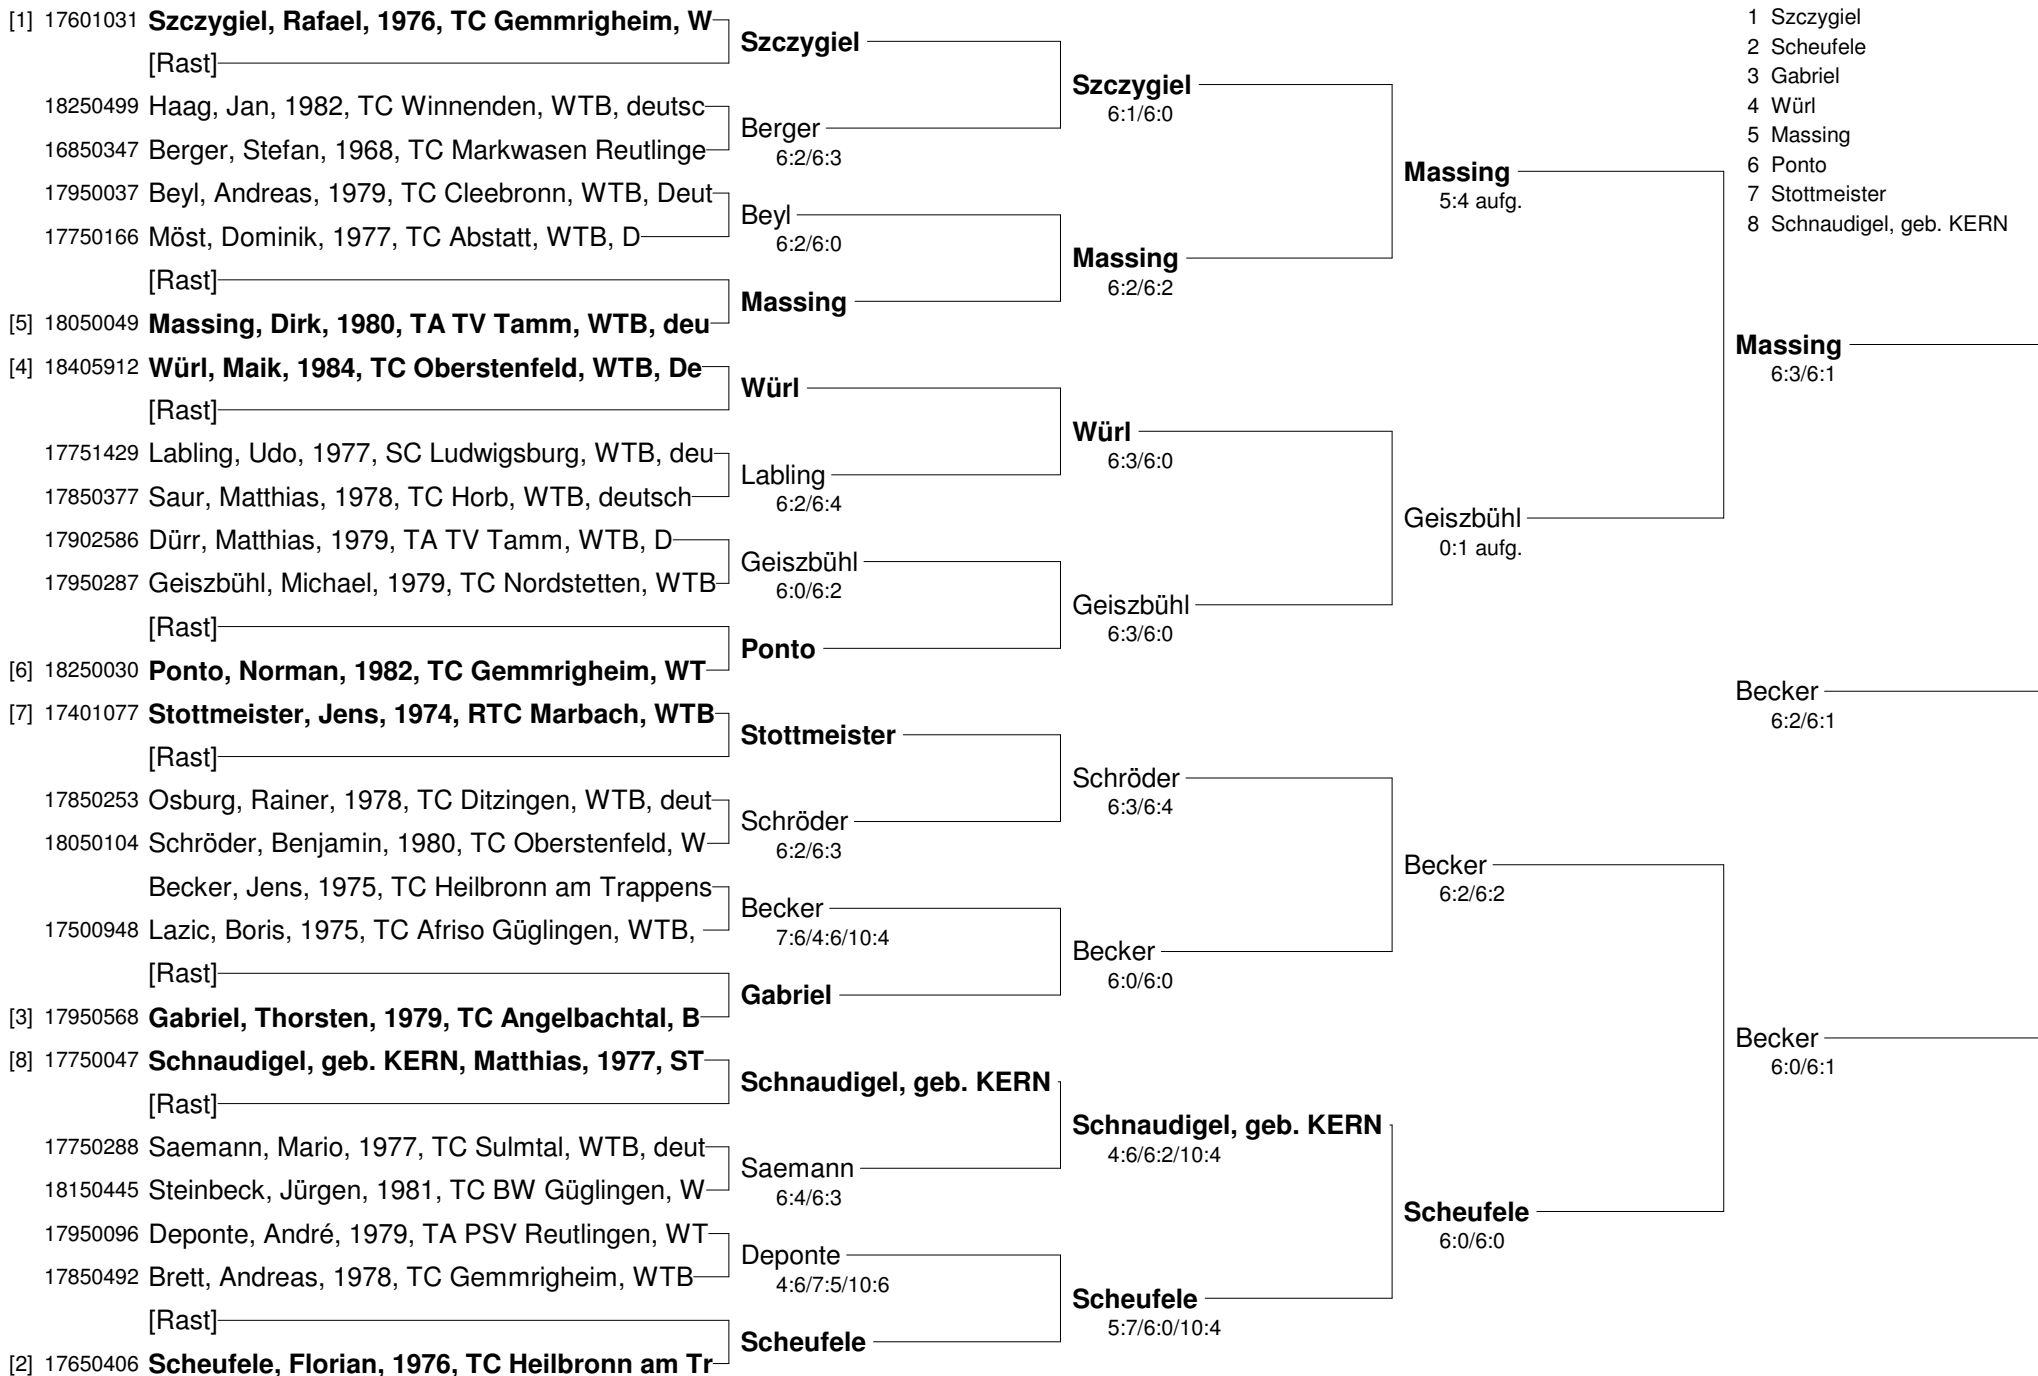 [1] 17601031 Szczygiel, Rafael, 1976, TC Gemmrigheim, W
[Rast]
18250499 Haag, Jan, 1982, TC Winnenden, WTB, deutsc
16850347 Berger, Stefan, 1968, TC Markwasen Reutlinge
17950037 Beyl, Andreas, 1979, TC Cleebronn, WTB, Deut
17750166 Möst, Dominik, 1977, TC Abstatt, WTB, D
[Rast]
[5] 18050049 Massing, Dirk, 1980, TA TV Tamm, WTB, deu
[4] 18405912 Würl, Maik, 1984, TC Oberstenfeld, WTB, De
[Rast]
17751429 Labling, Udo, 1977, SC Ludwigsburg, WTB, deu
17850377 Saur, Matthias, 1978, TC Horb, WTB, deutsch
17902586 Dürr, Matthias, 1979, TA TV Tamm, WTB, D
17950287 Geiszbühl, Michael, 1979, TC Nordstetten, WTB
[Rast]
[6] 18250030 Ponto, Norman, 1982, TC Gemmrigheim, WT
[7] 17401077 Stottmeister, Jens, 1974, RTC Marbach, WTB
[Rast]
17850253 Osburg, Rainer, 1978, TC Ditzingen, WTB, deut
18050104 Schröder, Benjamin, 1980, TC Oberstenfeld, W
Becker, Jens, 1975, TC Heilbronn am Trappens
17500948 Lazic, Boris, 1975, TC Afriso Güglingen, WTB,
[Rast]
[3] 17950568 Gabriel, Thorsten, 1979, TC Angelbachtal, B
[8] 17750047 Schnaudigel, geb. KERN, Matthias, 1977, ST
[Rast]
17750288 Saemann, Mario, 1977, TC Sulmtal, WTB, deut
18150445 Steinbeck, Jürgen, 1981, TC BW Güglingen, W
17950096 Deponte, André, 1979, TA PSV Reutlingen, WT
17850492 Brett, Andreas, 1978, TC Gemmrigheim, WTB
[Rast]
[2] 17650406 Scheufele, Florian, 1976, TC Heilbronn am Tr
Szczygiel
Berger
6:2/6:3
Beyl
6:2/6:0
Massing
Würl
Labling
6:2/6:4
Geiszbühl
6:0/6:2
Ponto
Stottmeister
Schröder
6:2/6:3
Becker
7:6/4:6/10:4
Gabriel
Schnaudigel, geb. KERN
Saemann
6:4/6:3
Deponte
4:6/7:5/10:6
Scheufele
Szczygiel
6:1/6:0
Massing
6:2/6:2
Würl
6:3/6:0
Geiszbühl
6:3/6:0
Schröder
6:3/6:4
Becker
6:0/6:0
Schnaudigel, geb. KERN
4:6/6:2/10:4
Scheufele
5:7/6:0/10:4
Massing
5:4 aufg.
Geiszbühl
0:1 aufg.
Becker
6:2/6:2
Scheufele
6:0/6:0
1 Szczygiel
2 Scheufele
3 Gabriel
4 Würl
5 Massing
6 Ponto
7 Stottmeister
8 Schnaudigel, geb. KERN
Massing
6:3/6:1
Becker
6:2/6:1
Becker
6:0/6:1